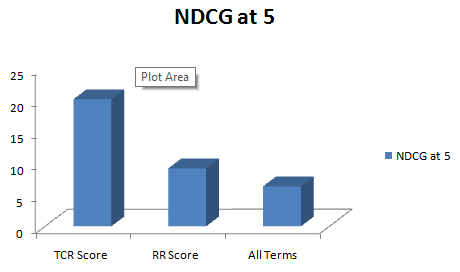 NDCG at 5
Plot Area
25
20
15
10
5
0
TCR Score
RR Score
All Terms
NDCG at 5